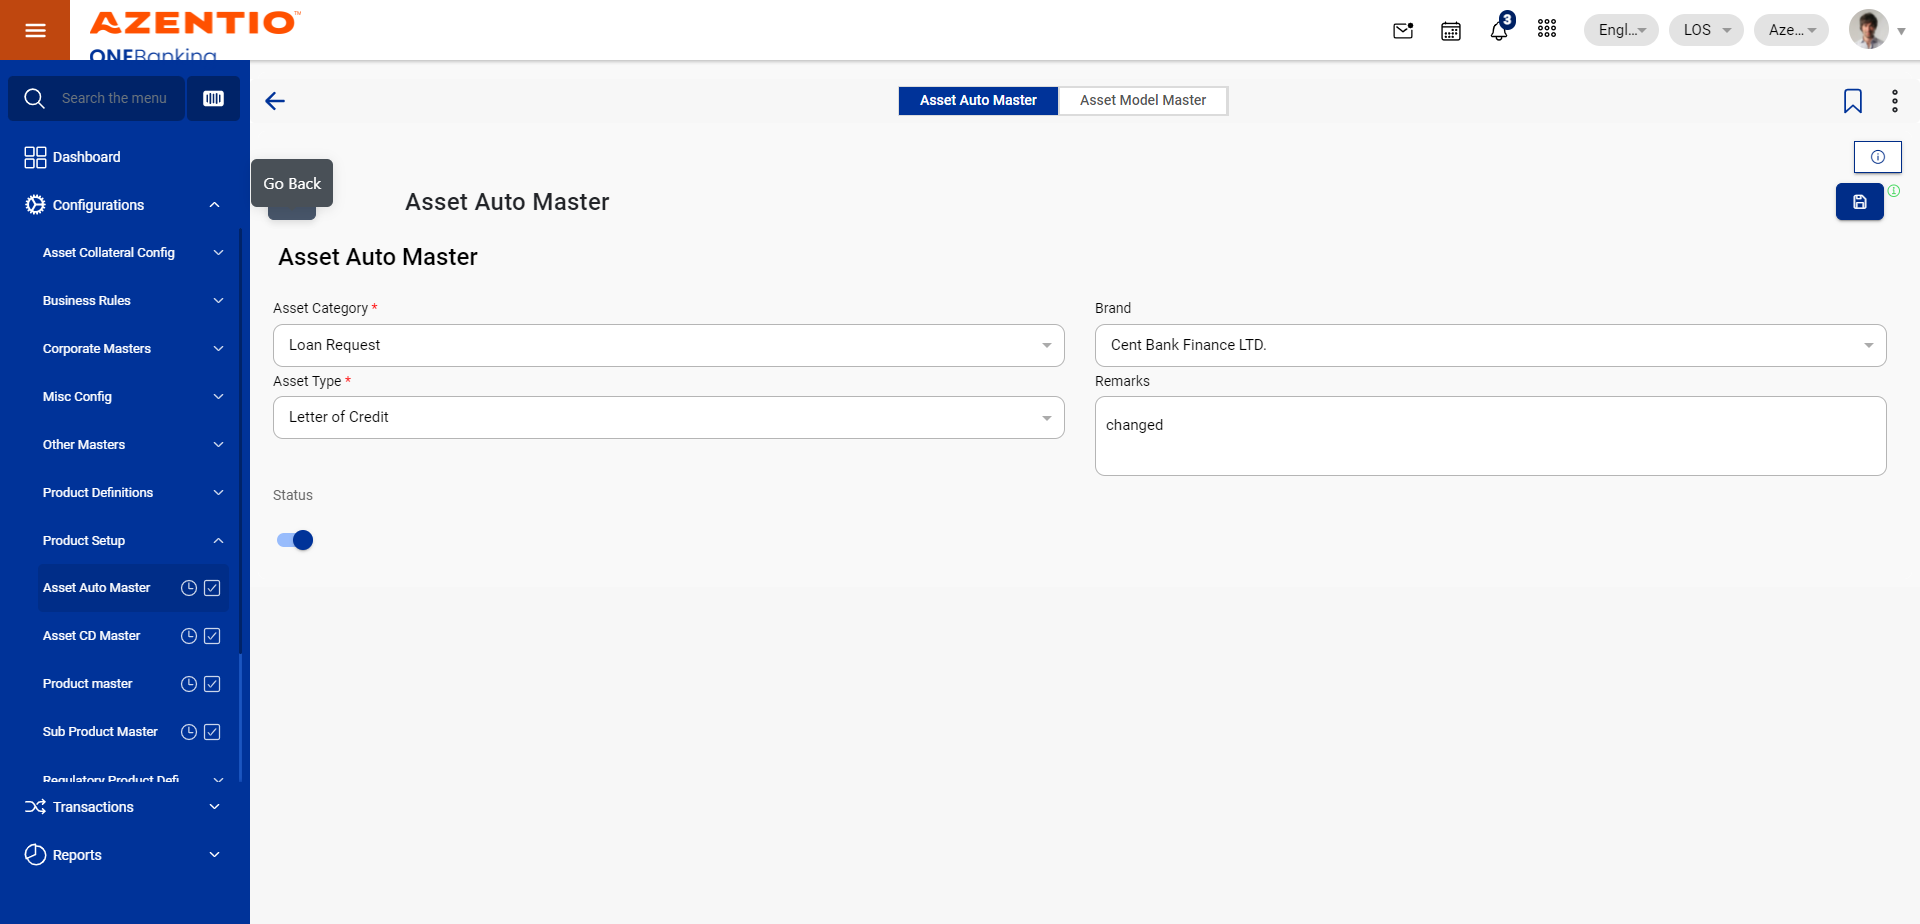 AZENTIO™
ONEBanking
3
Engl...
LOS
Aze...
Search the menu
Asset Auto Master
Asset Model Master
Dashboard
Go Back
Configurations
Asset Auto Master
Asset Auto Master
Asset Collateral Config
Business Rules
Corporate Masters
Misc Config
Other Masters
Product Definitions
Product Setup
Asset Auto Master
Asset CD Master
Product master
Sub Product Master
Regulatory Product Defi
Transactions
Reports
Asset Category *
Loan Request
Brand
Cent Bank Finance LTD.
Asset Type *
Letter of Credit
Remarks
changed
Status